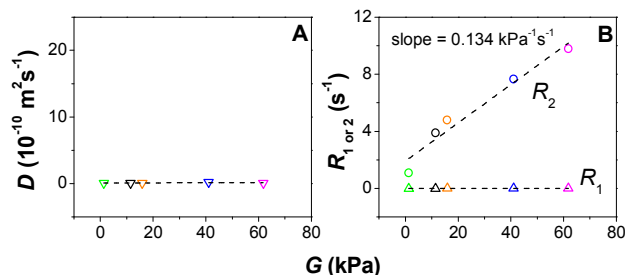 A
D (10⁻¹⁰ m²s⁻¹)
20
10
0
0 20 40 60 80
B
slope = 0.134 kPa⁻¹s⁻¹
R₁ or ₂ (s⁻¹)
12
8
4
0
R₂
R₁
0 20 40 60 80
G (kPa)